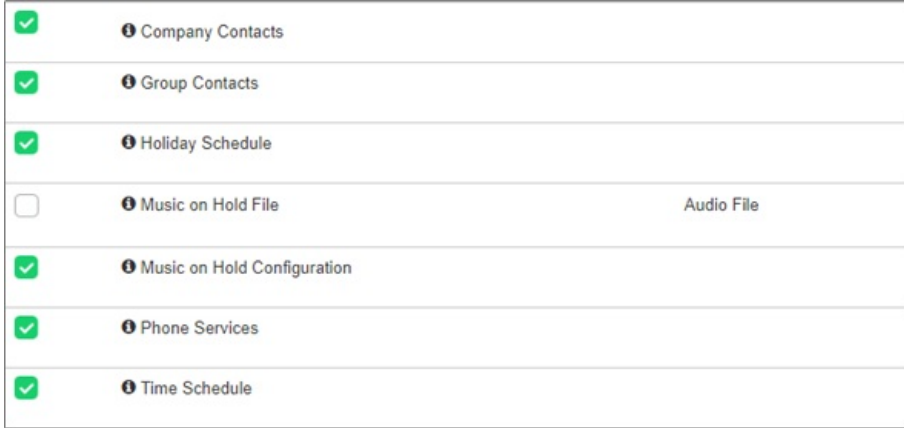 Company Contacts
Group Contacts
Holiday Schedule
Music on Hold File Audio File
Music on Hold Configuration
Phone Services
Time Schedule